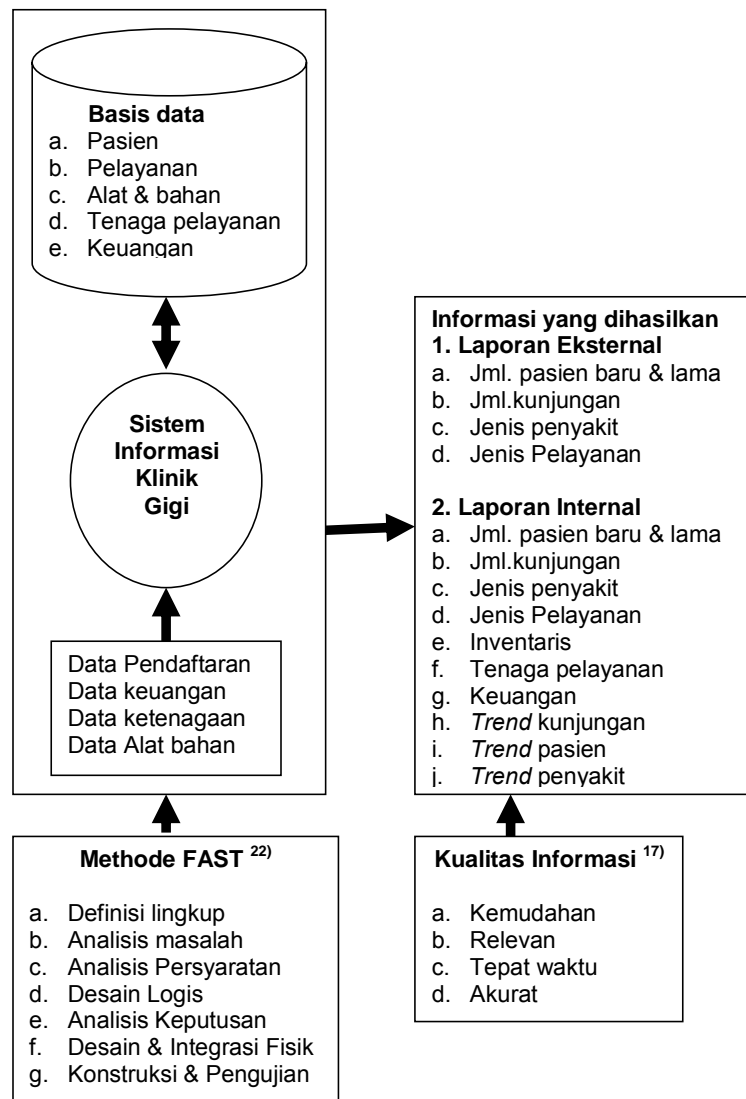 Basis data
a. Pasien
b. Pelayanan
c. Alat & bahan
d. Tenaga pelayanan
e. Keuangan
Sistem
Informasi
Klinik
Gigi
Data Pendaftaran
Data keuangan
Data ketenagaan
Data Alat bahan
Methode FAST 22)
a. Definisi lingkup
b. Analisis masalah
c. Analisis Persyaratan
d. Desain Logis
e. Analisis Keputusan
f. Desain & Integrasi Fisik
g. Konstruksi & Pengujian
Informasi yang dihasilkan
1. Laporan Eksternal
a. Jml. pasien baru & lama
b. Jml.kunjungan
c. Jenis penyakit
d. Jenis Pelayanan
2. Laporan Internal
a. Jml. pasien baru & lama
b. Jml.kunjungan
c. Jenis penyakit
d. Jenis Pelayanan
e. Inventaris
f. Tenaga pelayanan
g. Keuangan
h. Trend kunjungan
i. Trend pasien
j. Trend penyakit
Kualitas Informasi 17)
a. Kemudahan
b. Relevan
c. Tepat waktu
d. Akurat